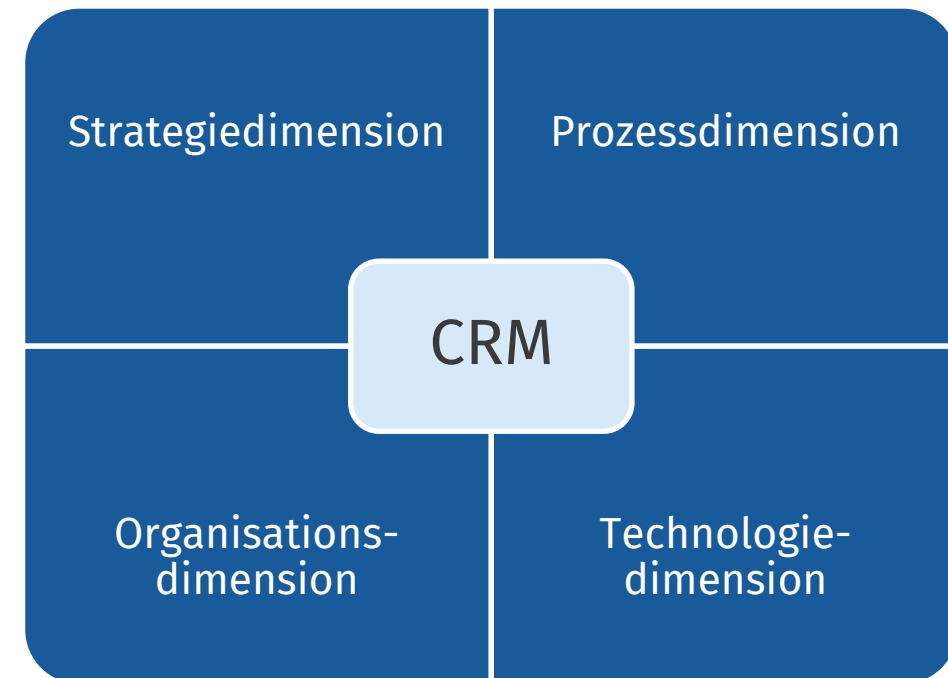 Strategiedimension
Prozessdimension
CRM
Organisations-
dimension
Technologie-
dimension